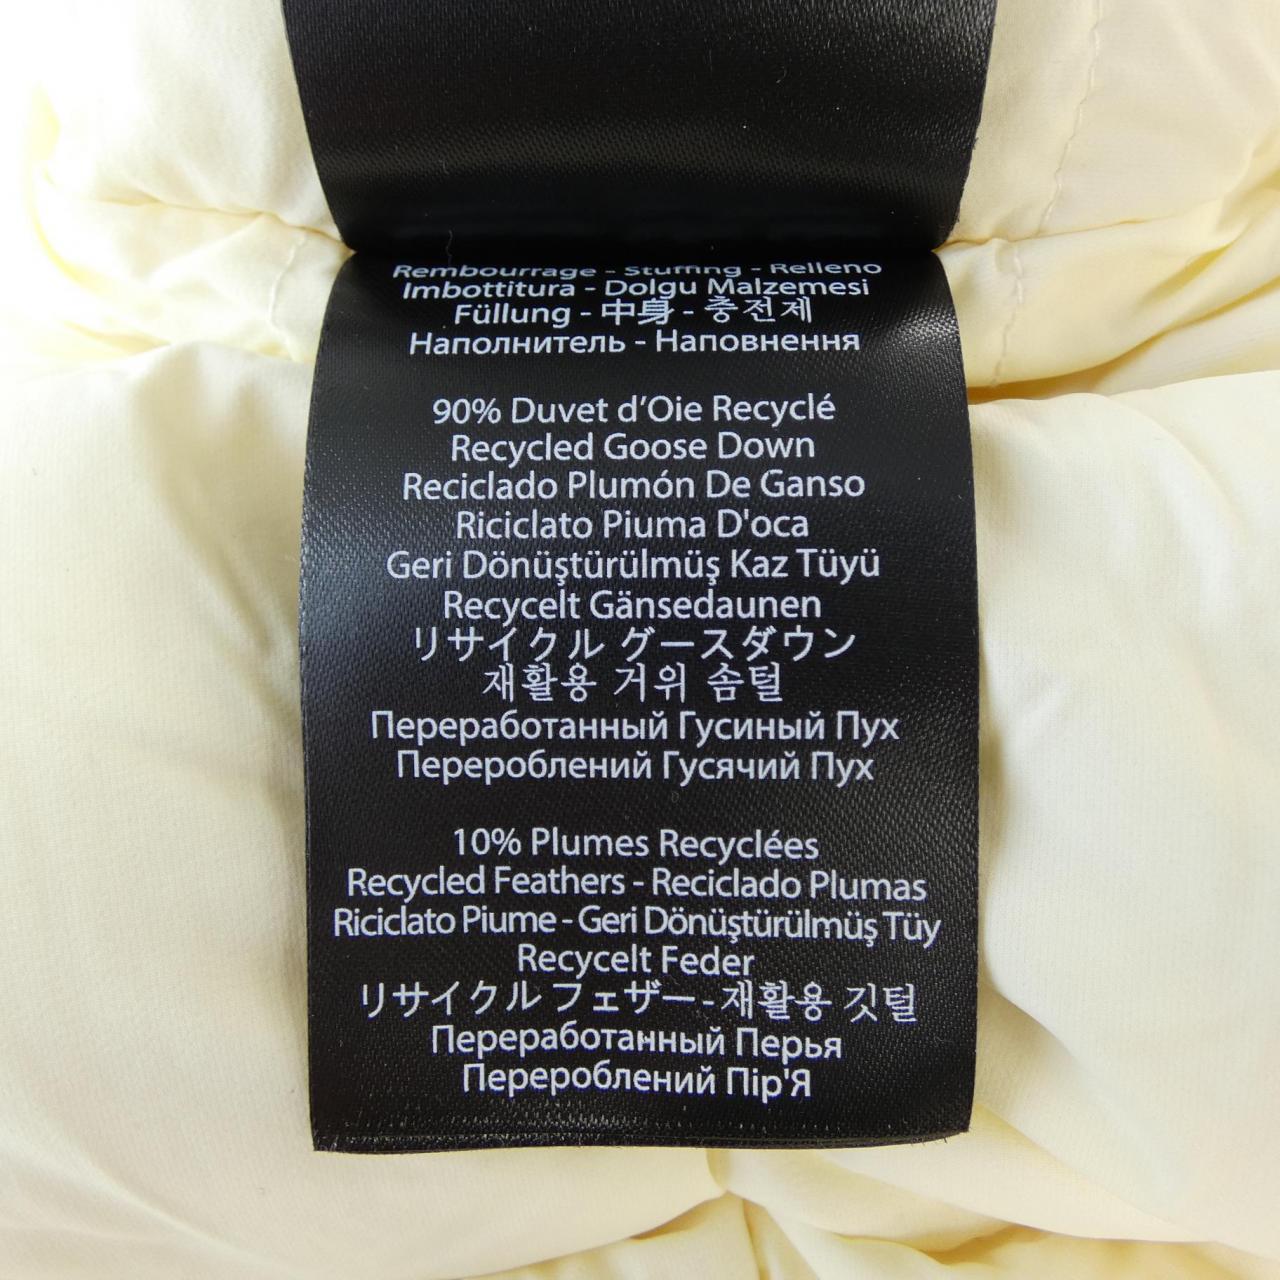 Rembourrage - Stuffing - Relleno
Imbottitura - Dolgu Malzemesi
Füllung - 中身 - 충전제
Наполнитель - Наповнення
90% Duvet d’Oie Recyclé
Recycled Goose Down
Reciclado Plumón De Ganso
Riciclato Piuma D'oca
Geri Dönüştürülmüş Kaz Tüyü
Recycelt Gänsedaunen
リサイクル グースダウン
재활용 거위 솜털
Переработанный Гусиный Пух
Перероблений Гусячий Пух
10% Plumes Recyclées
Recycled Feathers - Reciclado Plumas
Riciclato Piume - Geri Dönüştürülmüş Tüy
Recycelt Feder
リサイクル フェザー - 재활용 깃털
Переработанный Перья
Перероблений Пір'Я